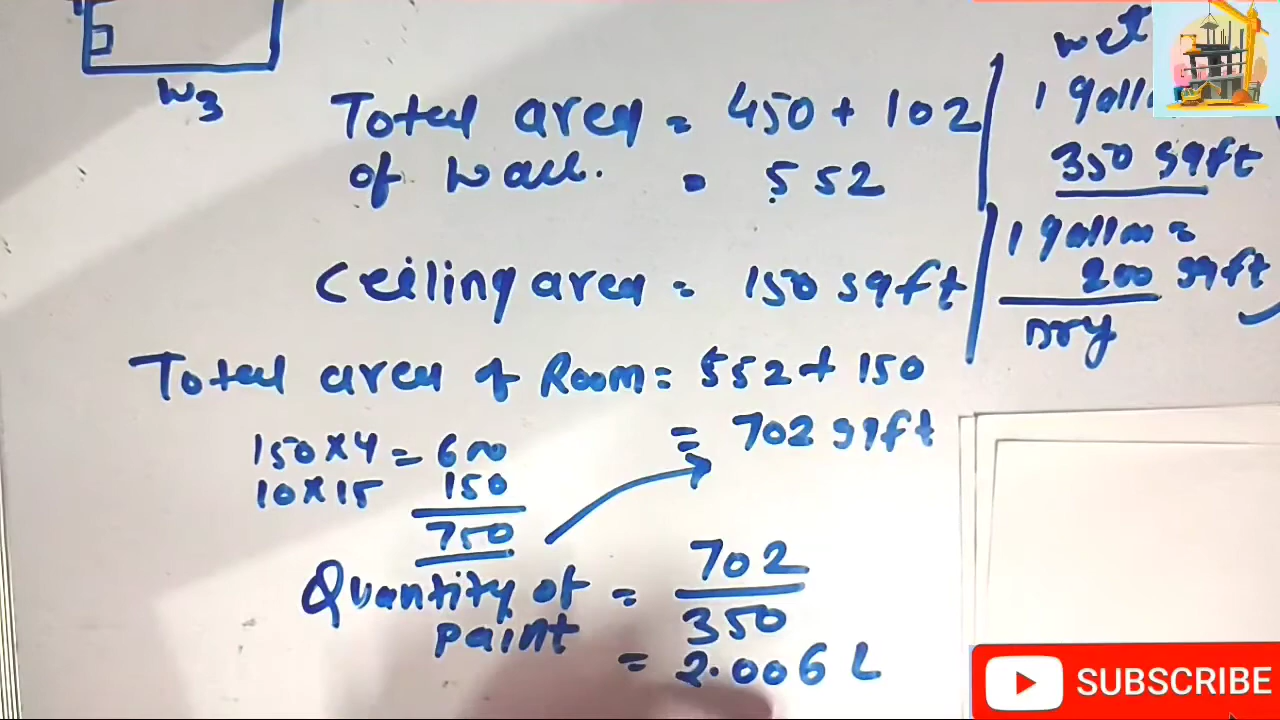 W3
Total area = 450 + 102
of wall. = 552
wet
1 gall
350 sqft
1 gallon =
200 sqft
Dry
Ceiling area = 150 sqft
Total area of Room = 552 + 150
= 702 sqft
150 x 4 = 600
10 x 15 150
750
Quantity of = 702
paint 350
= 2.006 L
SUBSCRIBE